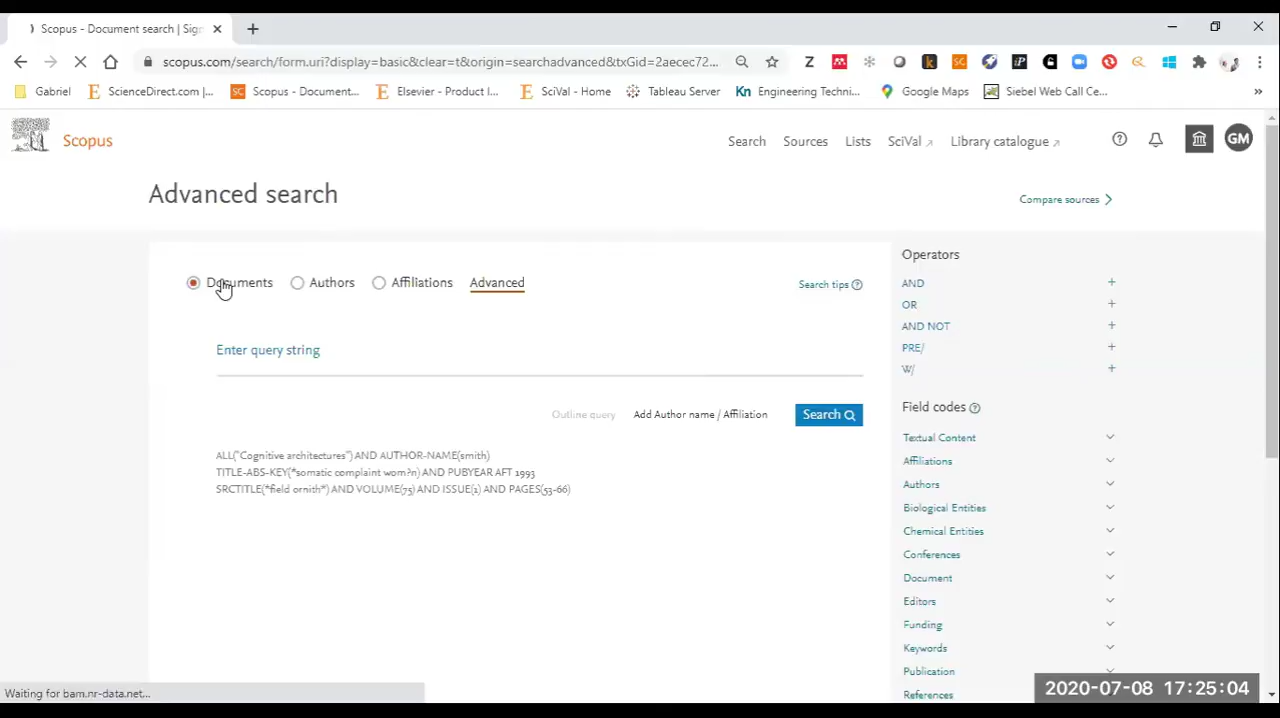 Scopus - Document search | Sign
scopus.com/search/form.uri?display=basic&clear=t&origin=searchadvanced&txGid=2aecec72...
Gabriel
ScienceDirect.com |...
Scopus - Document...
Elsevier - Product I...
SciVal - Home
Tableau Server
Kn
Engineering Techni...
Google Maps
Siebel Web Call Ce...
»
Scopus
Search
Sources
Lists
SciVal
Library catalogue
GM
Advanced search
Compare sources
Documents
Authors
Affiliations
Advanced
Search tips
Enter query string
Outline query
Add Author name / Affiliation
Search
ALL("Cognitive architectures") AND AUTHOR-NAME(smith)
TITLE-ABS-KEY(*somatic complaint wom?n) AND PUBYEAR AFT 1993
SRCTITLE(*field ornith*) AND VOLUME(75) AND ISSUE(1) AND PAGES(53-66)
Operators
AND +
OR +
AND NOT +
PRE/ +
W/ +
Field codes
Textual Content
Affiliations
Authors
Biological Entities
Chemical Entities
Conferences
Document
Editors
Funding
Keywords
Publication
References
Waiting for bam.nr-data.net...
2020-07-08 17:25:04